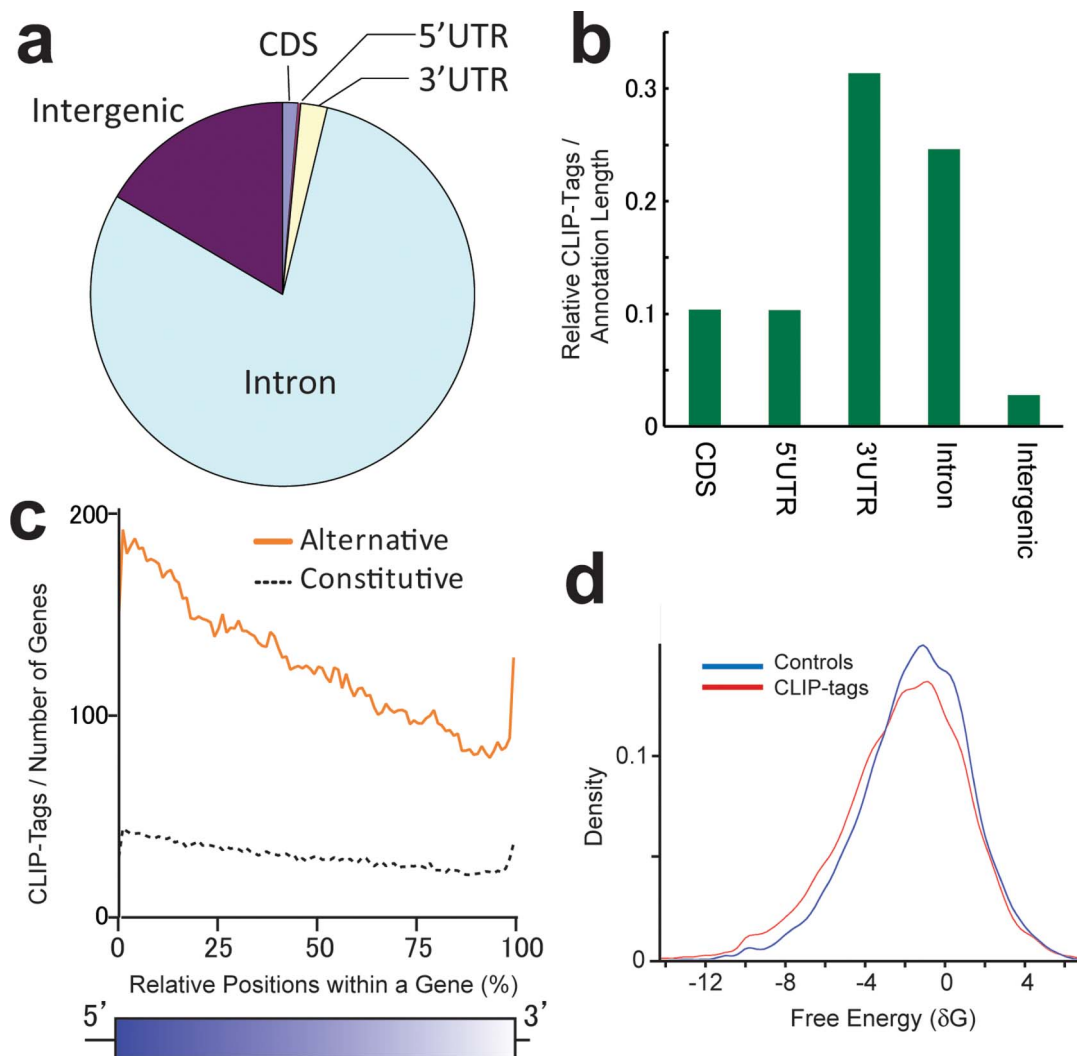 a
CDS
5’UTR
3’UTR
Intergenic
Intron
b
Relative CLIP-Tags /
Annotation Length
0.3
0.2
0.1
0
CDS
5'UTR
3'UTR
Intron
Intergenic
c
CLIP-Tags / Number of Genes
200
100
0
Alternative
Constitutive
0 25 50 75 100
Relative Positions within a Gene (%)
5’ 3’
d
Controls
CLIP-tags
Density
0.1
0
-12 -8 -4 0 4
Free Energy (δG)